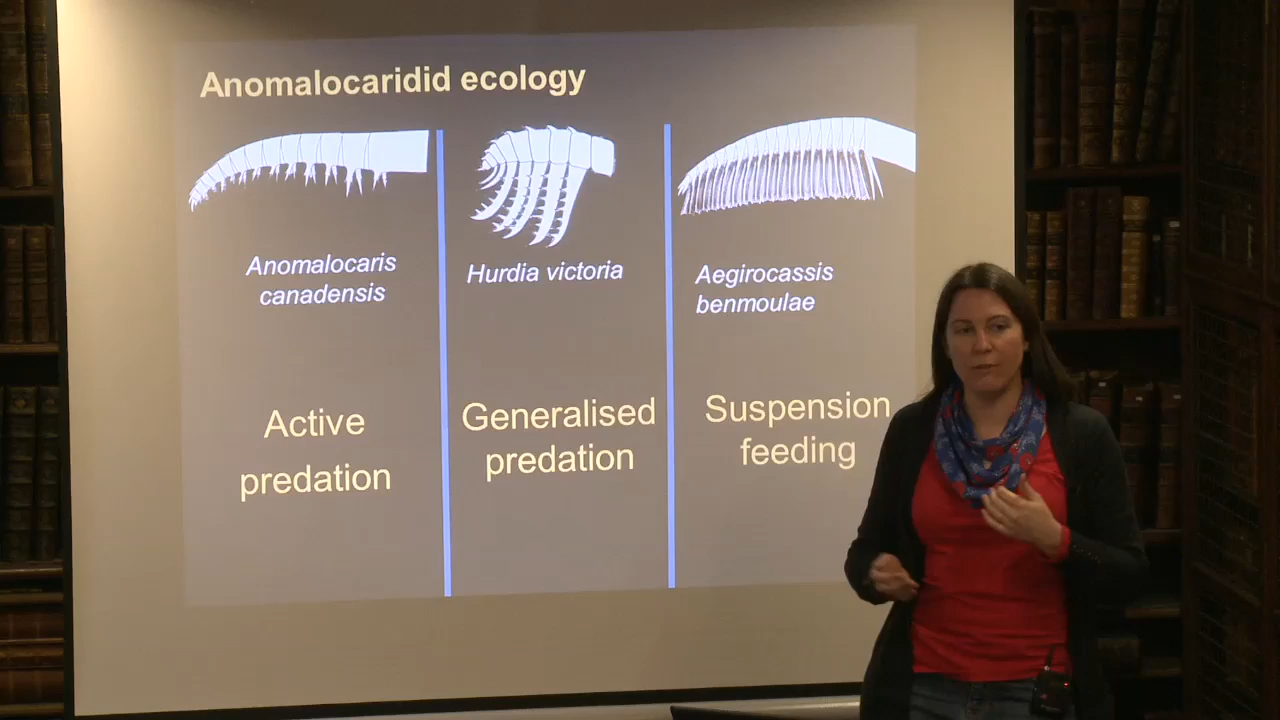 Anomalocaridid ecology
Anomalocaris
canadensis
Hurdia victoria
Aegirocassis
benmoulae
Active
predation
Generalised
predation
Suspension
feeding